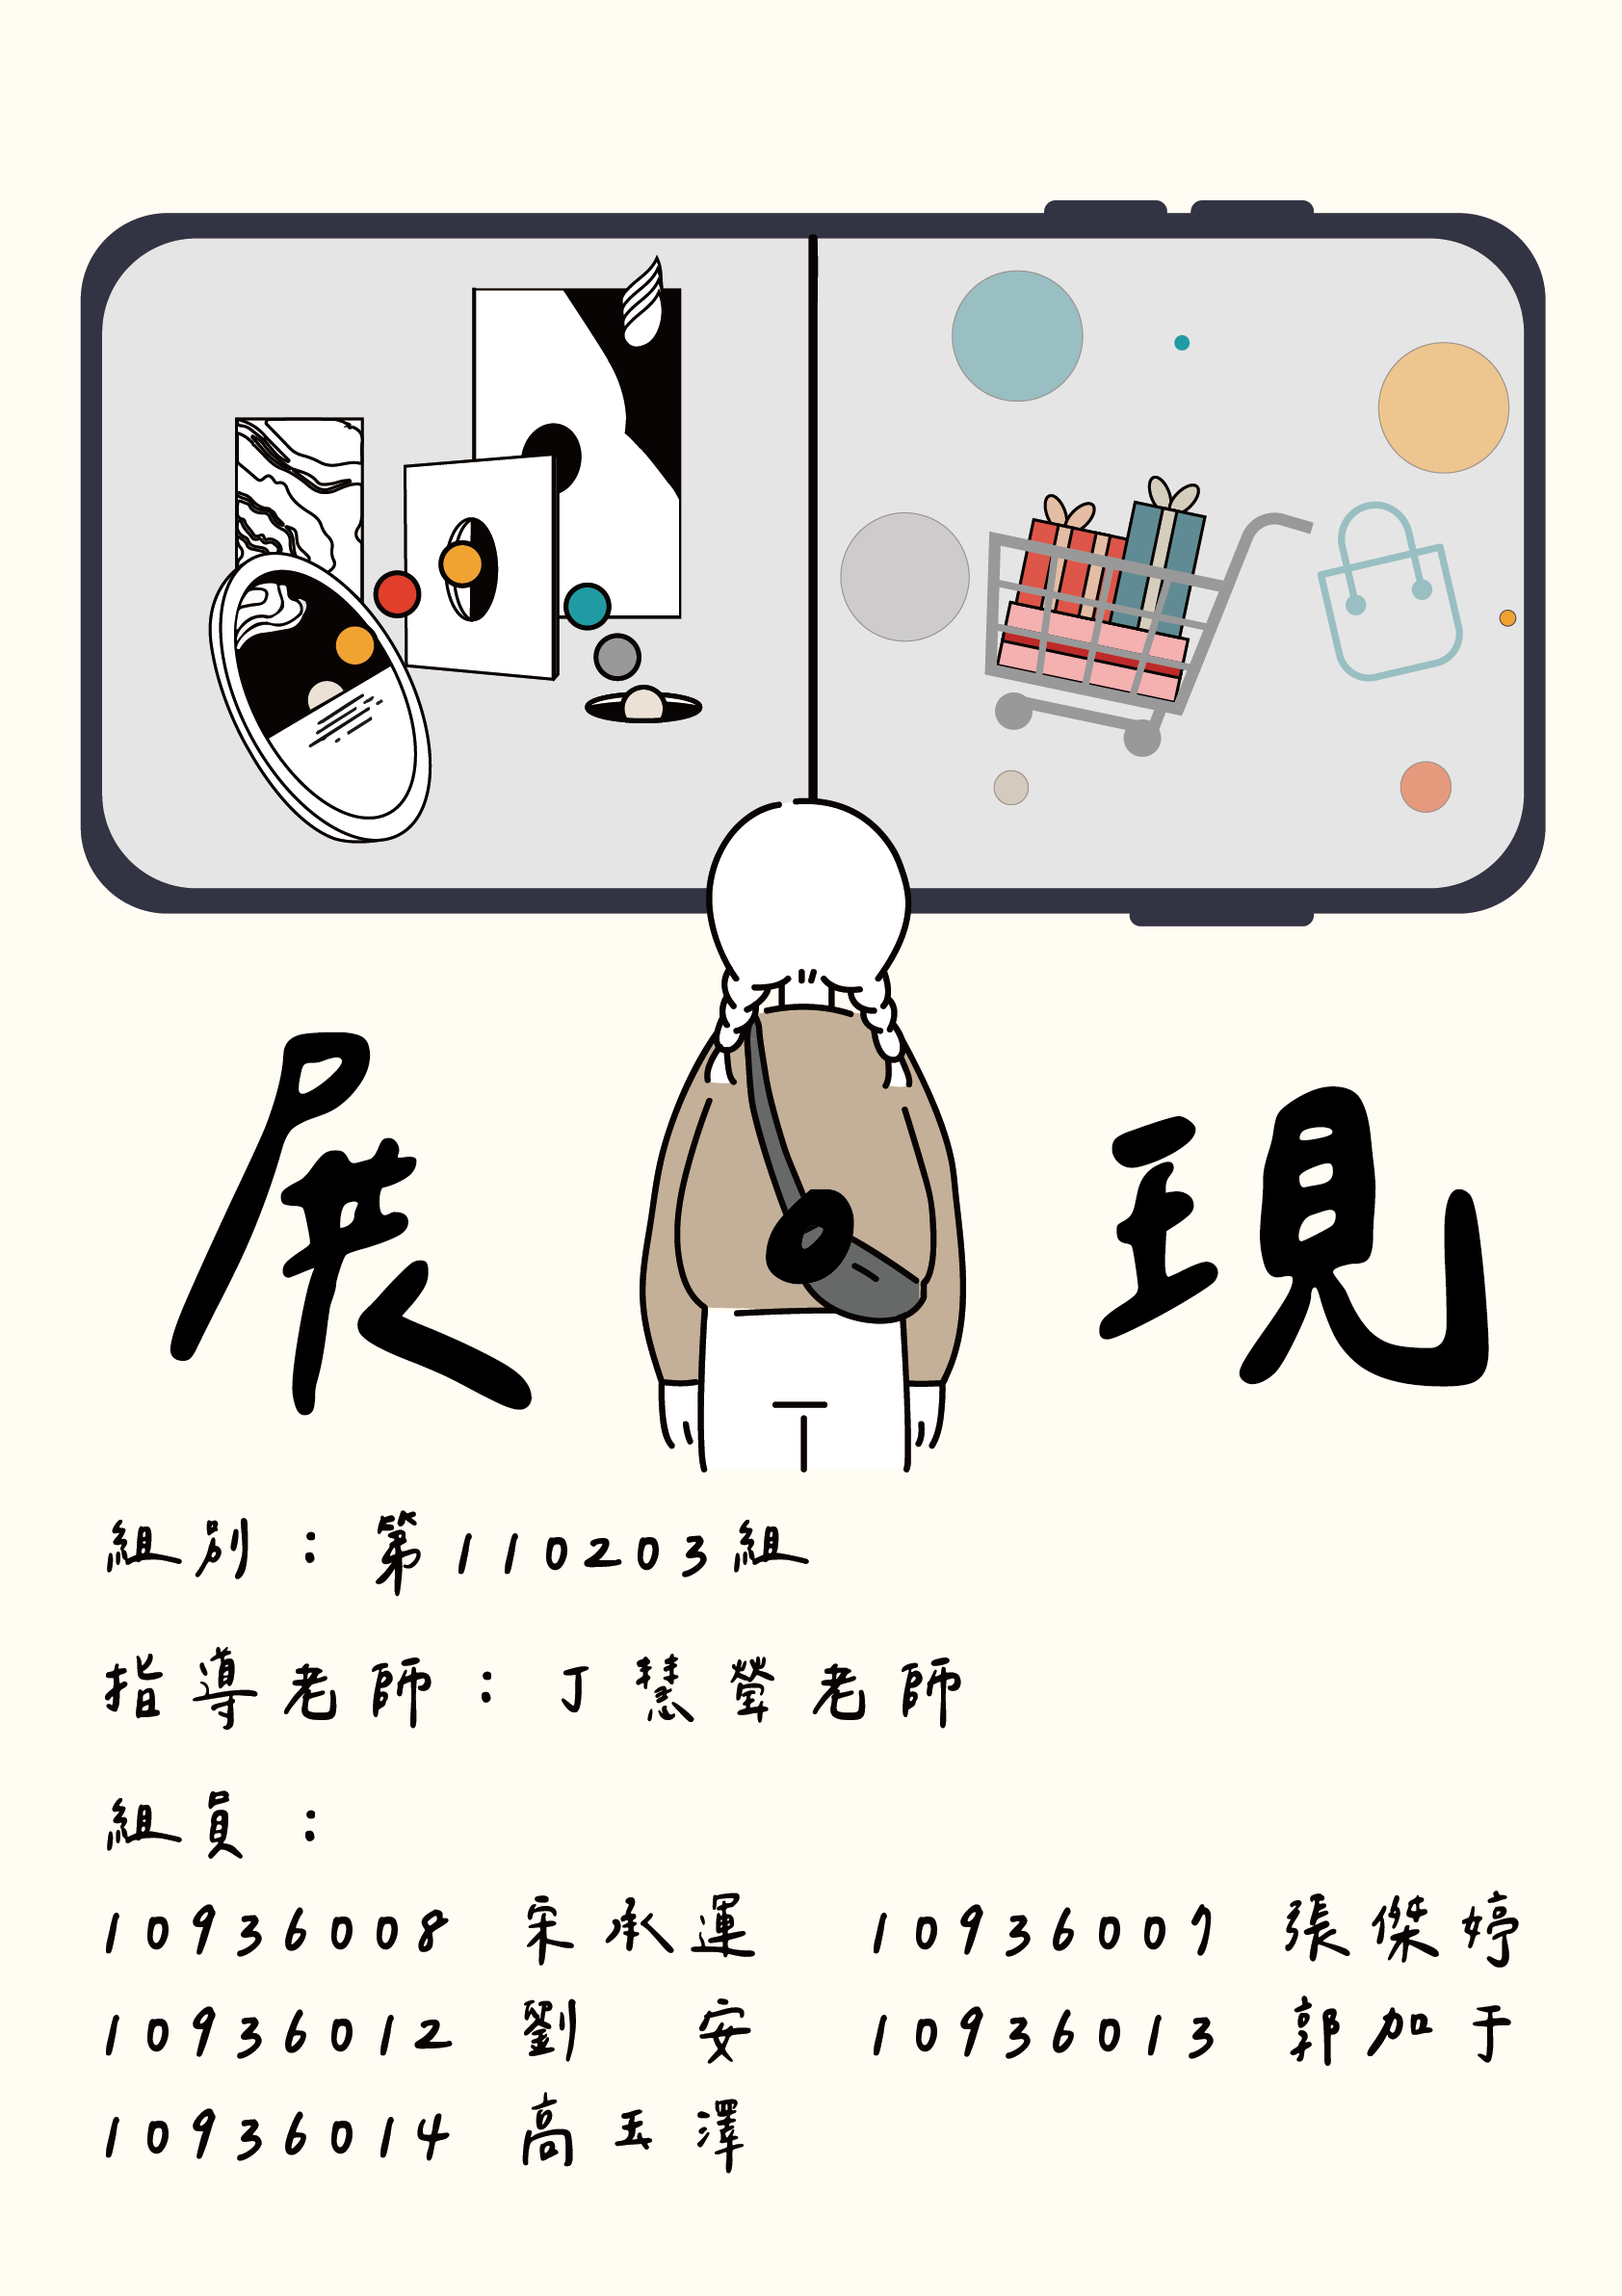 展現
組別：第110203組
指導老師：丁慧瑩老師
組員：
10936008 宋承運 10936007 張傑婷
10936012 劉 安 10936013 郭加于
10936014 高玉澤